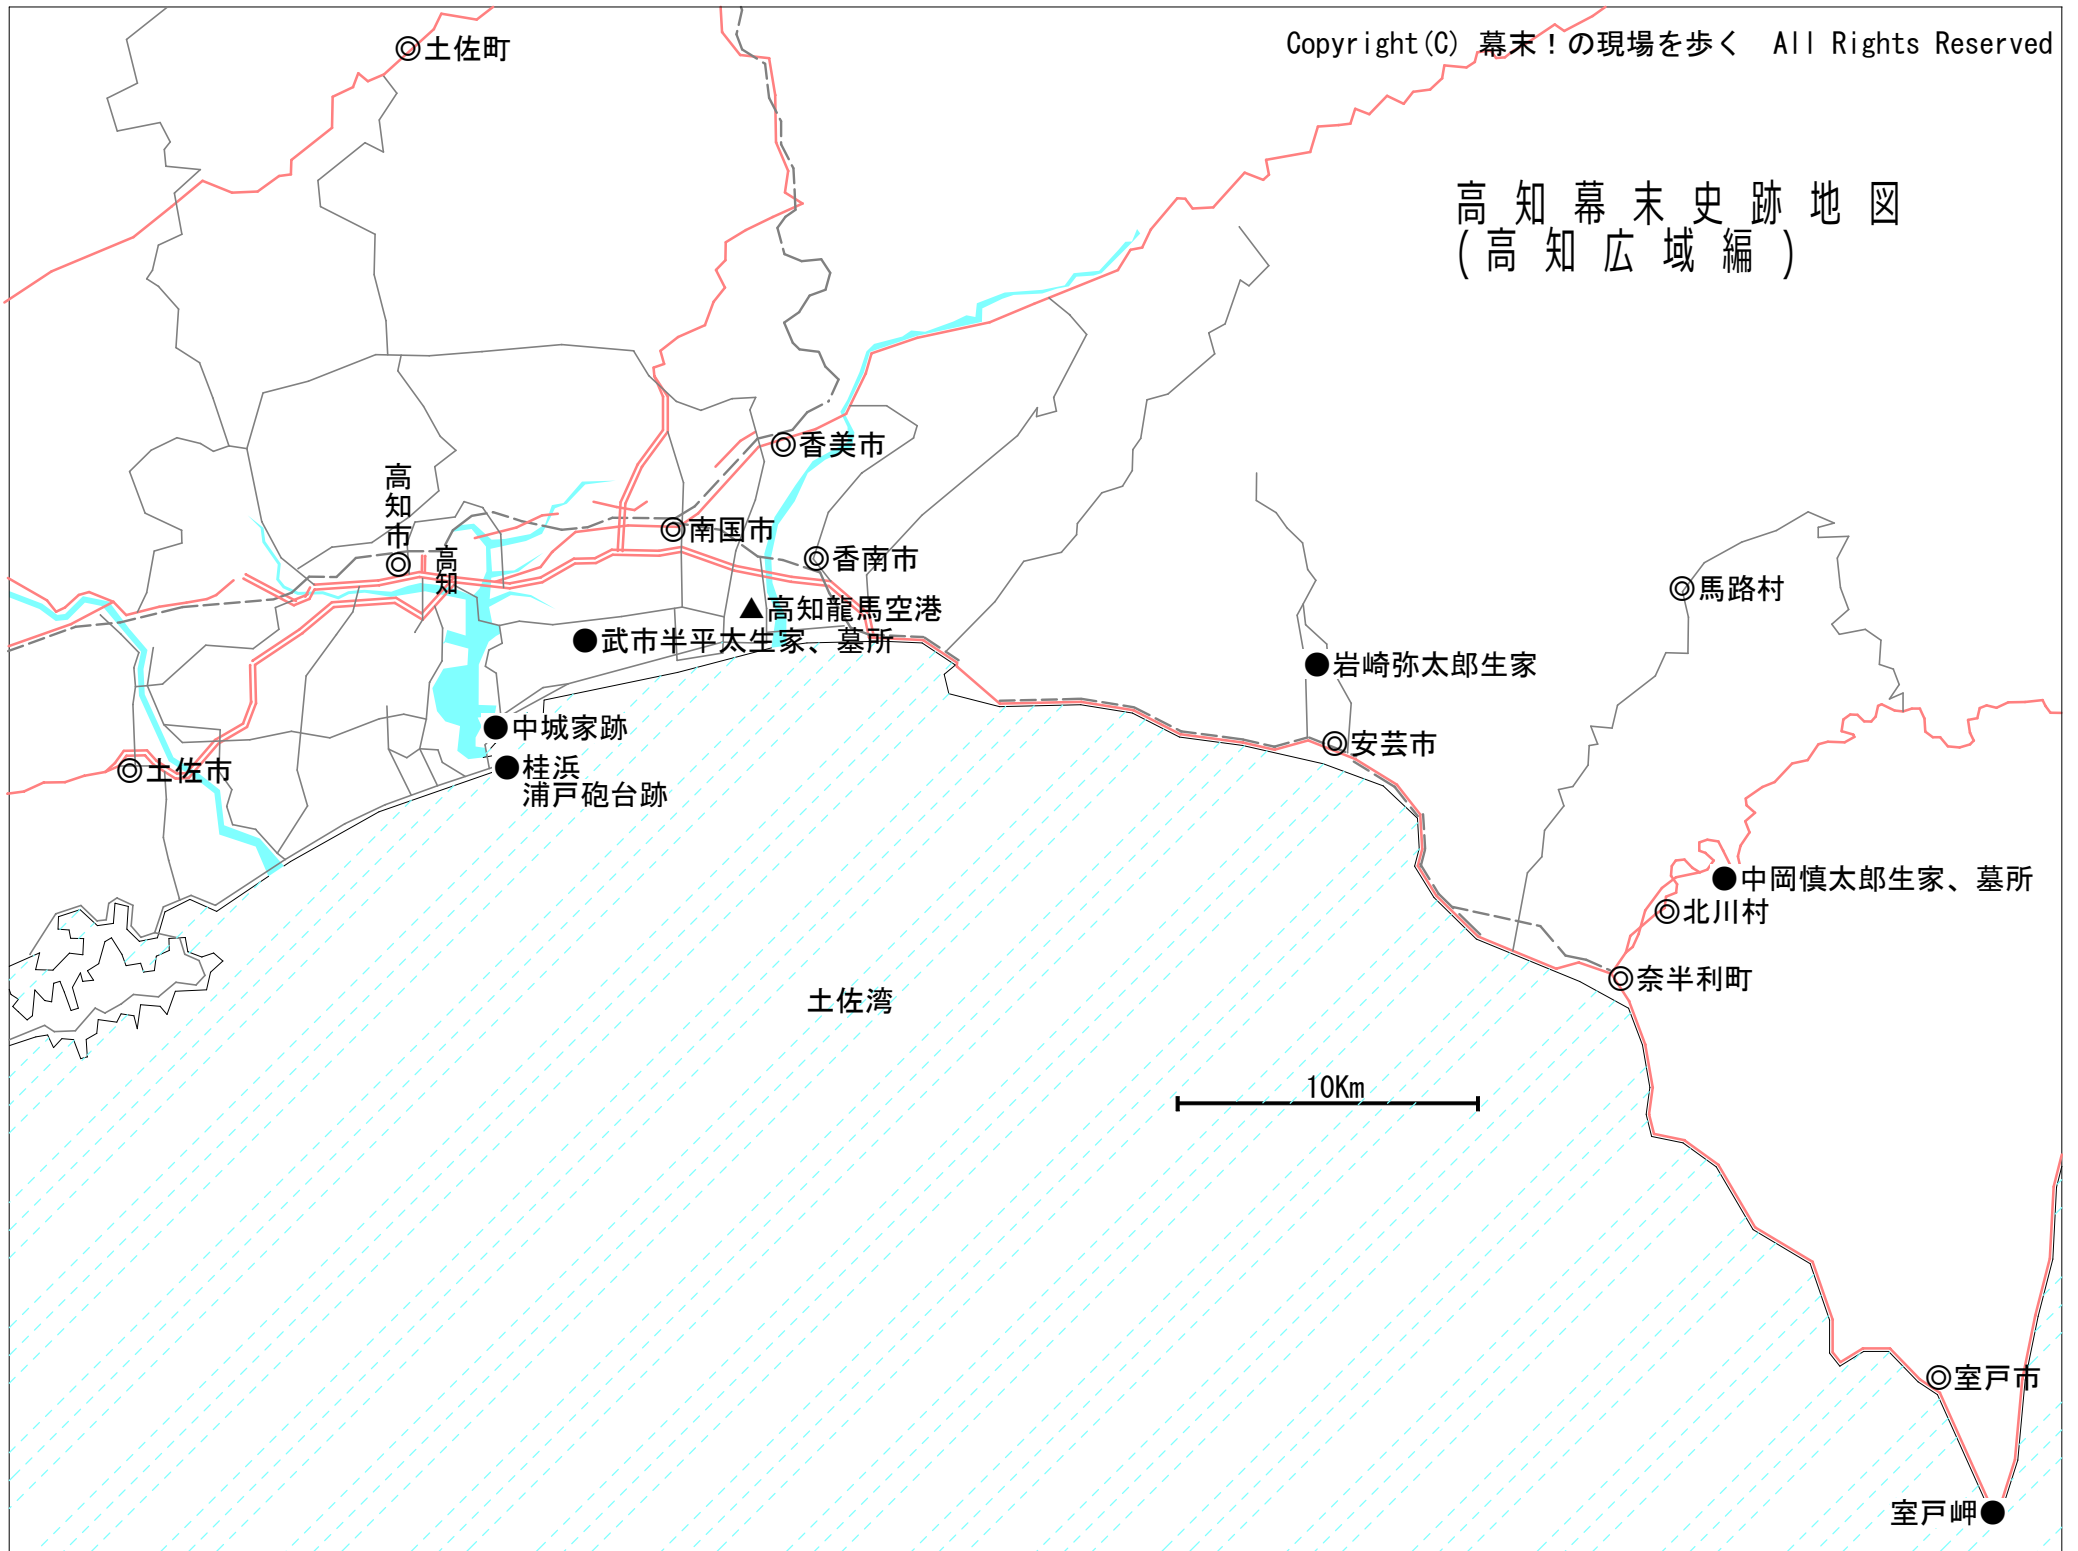 土佐町
Copyright(C) 幕末！の現場を歩く　All Rights Reserved
高知幕末史跡地図
(高知広域編)
香美市
高知市
南国市
高知
香南市
馬路村
高知龍馬空港
武市半平太生家、墓所
岩崎弥太郎生家
中城家跡
安芸市
土佐市
桂浜
浦戸砲台跡
中岡慎太郎生家、墓所
北川村
奈半利町
土佐湾
10Km
室戸市
室戸岬